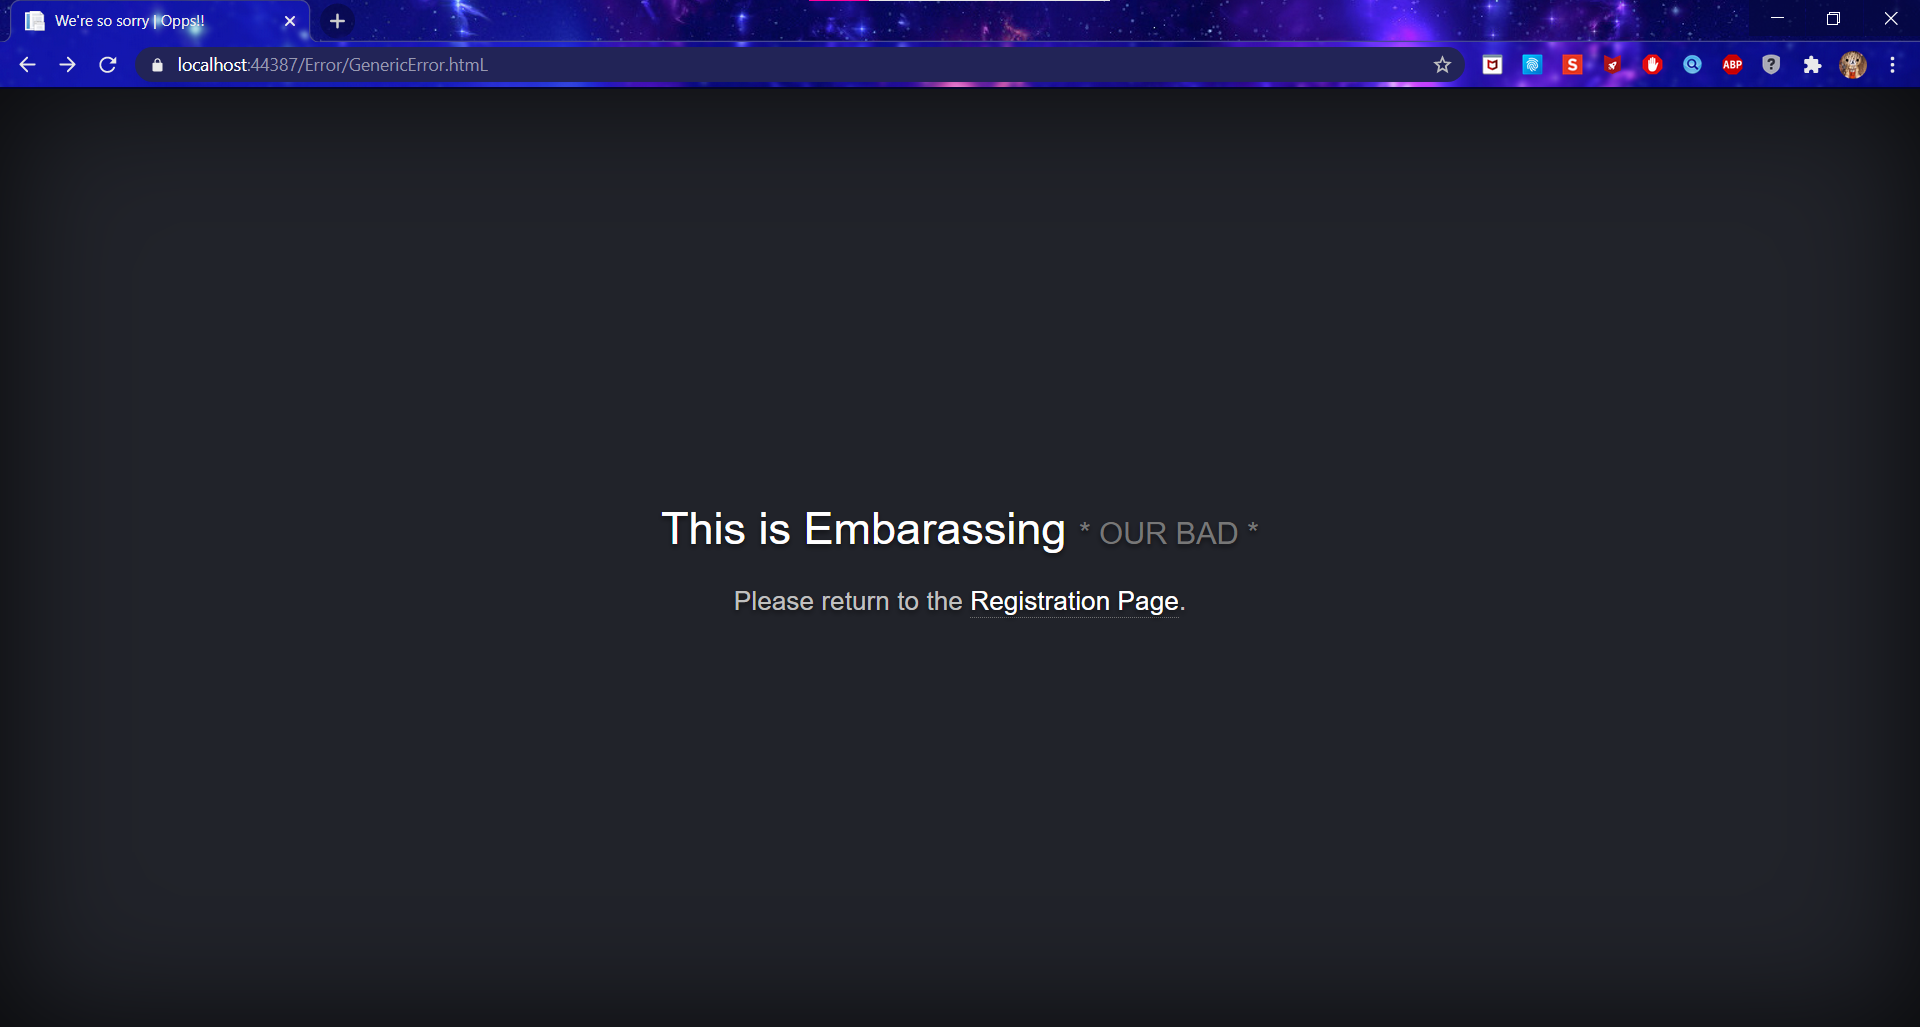 We're so sorry | Opps!!
localhost:44387/Error/GenericError.htmL
S
ABP
?
This is Embarassing * OUR BAD *
Please return to the Registration Page.